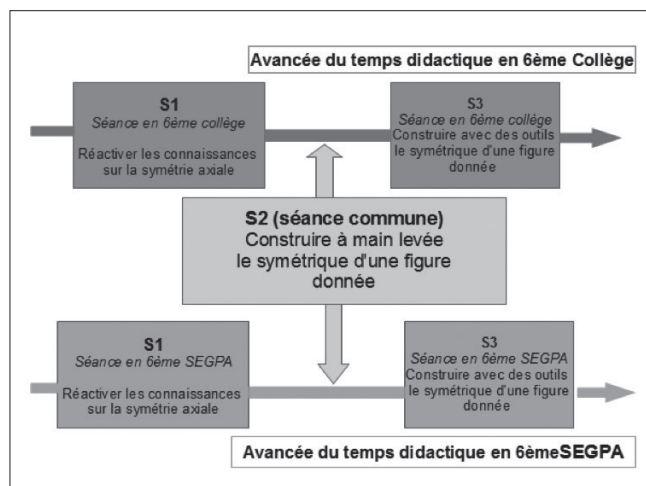 Avancée du temps didactique en 6ème Collège
S1
Séance en 6ème collège
Réactiver les connaissances
sur la symétrie axiale
S3
Séance en 6ème collège
Construire avec des outils
le symétrique d'une figure
donnée
S2 (séance commune)
Construire à main levée
le symétrique d'une figure
donnée
S1
Séance en 6ème SEGPA
Réactiver les connaissances
sur la symétrie axiale
S3
Séance en 6ème SEGPA
Construire avec des outils
le symétrique d'une figure
donnée
Avancée du temps didactique en 6èmeSEGPA